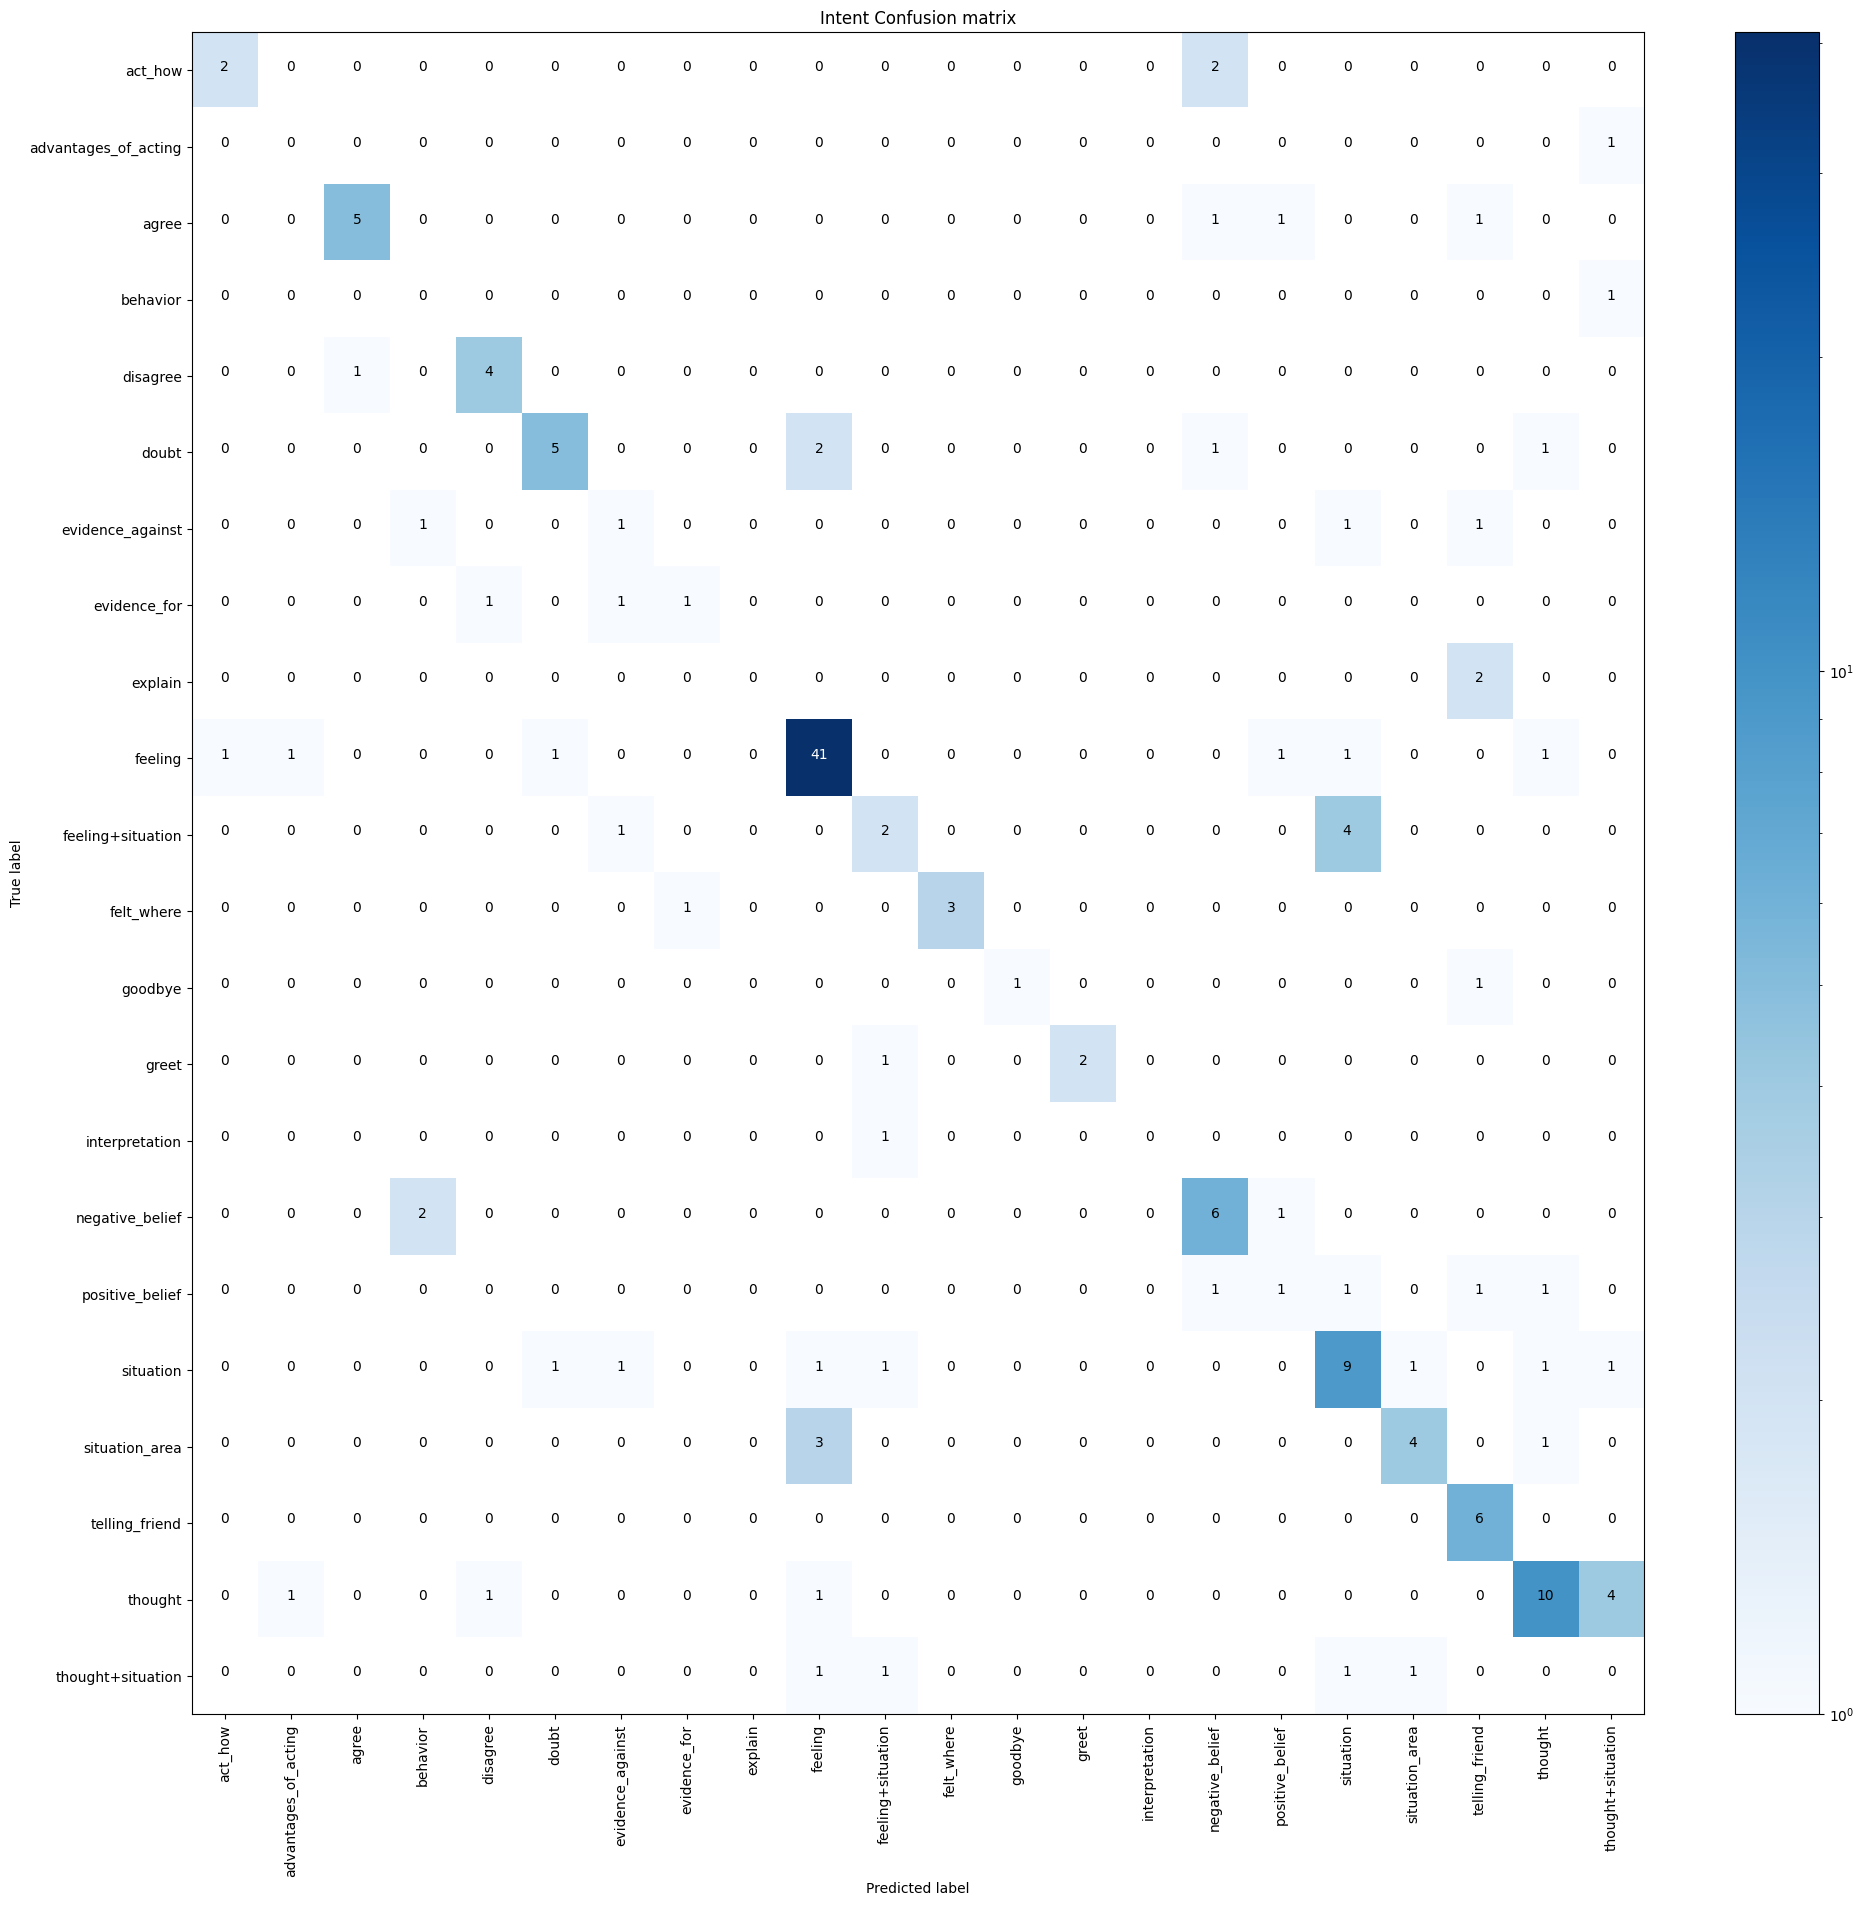 Intent Confusion matrix
act_how 2 0 0 0 0 0 0 0 0 0 0 0 0 0 0 2 0 0 0 0 0 0
advantages_of_acting 0 0 0 0 0 0 0 0 0 0 0 0 0 0 0 0 0 0 0 0 0 1
agree 0 0 5 0 0 0 0 0 0 0 0 0 0 0 0 1 1 0 0 1 0 0
behavior 0 0 0 0 0 0 0 0 0 0 0 0 0 0 0 0 0 0 0 0 0 1
disagree 0 0 1 0 4 0 0 0 0 0 0 0 0 0 0 0 0 0 0 0 0 0
doubt 0 0 0 0 0 5 0 0 0 2 0 0 0 0 0 1 0 0 0 0 1 0
evidence_against 0 0 0 1 0 0 1 0 0 0 0 0 0 0 0 0 0 1 0 1 0 0
evidence_for 0 0 0 0 1 0 1 1 0 0 0 0 0 0 0 0 0 0 0 0 0 0
explain 0 0 0 0 0 0 0 0 0 0 0 0 0 0 0 0 0 0 0 2 0 0
feeling 1 1 0 0 0 1 0 0 0 41 0 0 0 0 0 0 1 1 0 0 1 0
feeling+situation 0 0 0 0 0 0 1 0 0 0 2 0 0 0 0 0 0 4 0 0 0 0
felt_where 0 0 0 0 0 0 0 1 0 0 0 3 0 0 0 0 0 0 0 0 0 0
goodbye 0 0 0 0 0 0 0 0 0 0 0 0 1 0 0 0 0 0 0 1 0 0
greet 0 0 0 0 0 0 0 0 0 0 1 0 0 2 0 0 0 0 0 0 0 0
interpretation 0 0 0 0 0 0 0 0 0 0 1 0 0 0 0 0 0 0 0 0 0 0
negative_belief 0 0 0 2 0 0 0 0 0 0 0 0 0 0 0 6 1 0 0 0 0 0
positive_belief 0 0 0 0 0 0 0 0 0 0 0 0 0 0 0 1 1 1 0 1 1 0
situation 0 0 0 0 0 1 1 0 0 1 1 0 0 0 0 0 0 9 1 0 1 1
situation_area 0 0 0 0 0 0 0 0 0 3 0 0 0 0 0 0 0 0 4 0 1 0
telling_friend 0 0 0 0 0 0 0 0 0 0 0 0 0 0 0 0 0 0 0 6 0 0
thought 0 1 0 0 1 0 0 0 0 1 0 0 0 0 0 0 0 0 0 0 10 4
thought+situation 0 0 0 0 0 0 0 0 0 1 1 0 0 0 0 0 0 1 1 0 0 0
True label
act_how
advantages_of_acting
agree
behavior
disagree
doubt
evidence_against
evidence_for
explain
feeling
feeling+situation
felt_where
goodbye
greet
interpretation
negative_belief
positive_belief
situation
situation_area
telling_friend
thought
thought+situation
Predicted label
10¹
10⁰